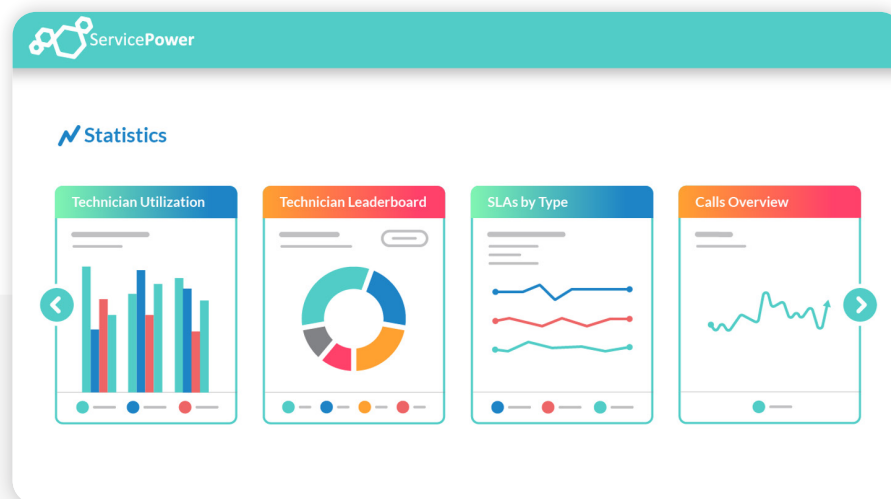 ServicePower
Statistics
Technician Utilization
Technician Leaderboard
SLAs by Type
Calls Overview